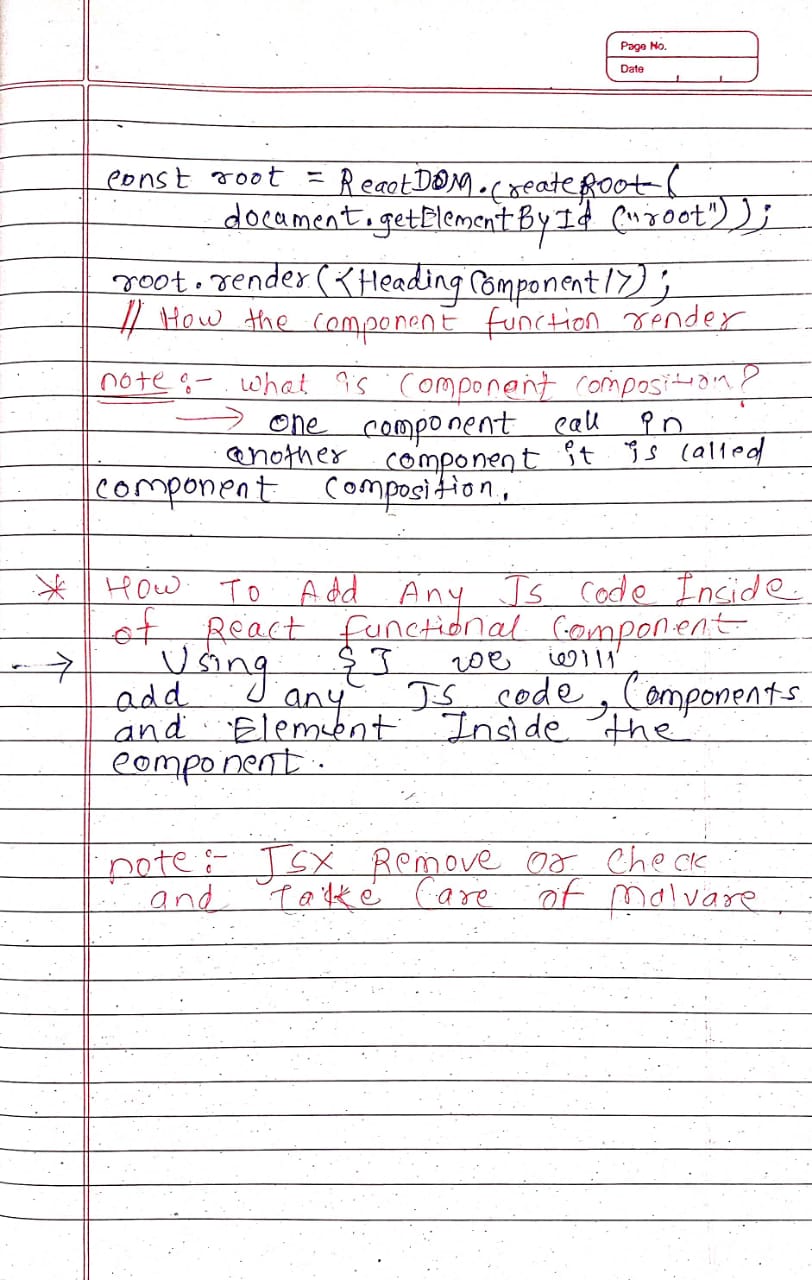 Page No.
Date
const root = ReactDOM.createRoot(
document.getElementById ("root"));
root.render(<HeadingComponent/>);
// How the component function render
note :- what is component composition?
→ one component call in
another component it is called
component composition.
* How To Add Any Js code Inside
of React functional Component
→ Using {} we will
add any JS code, Components
and Element Inside the
component.
note :- Jsx Remove or check
and Take Care of malvare